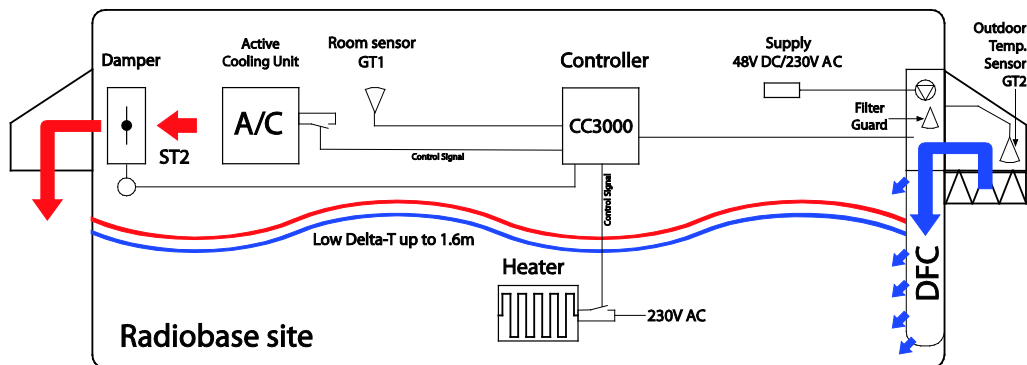 Damper
Active
Cooling Unit
Room sensor
GT1
Controller
Supply
48V DC/230V AC
Outdoor
Temp.
Sensor
GT2
Filter
Guard
A/C
CC3000
ST2
Control Signal
Control Signal
Low Delta-T up to 1.6m
Heater
230V AC
DFC
Radiobase site